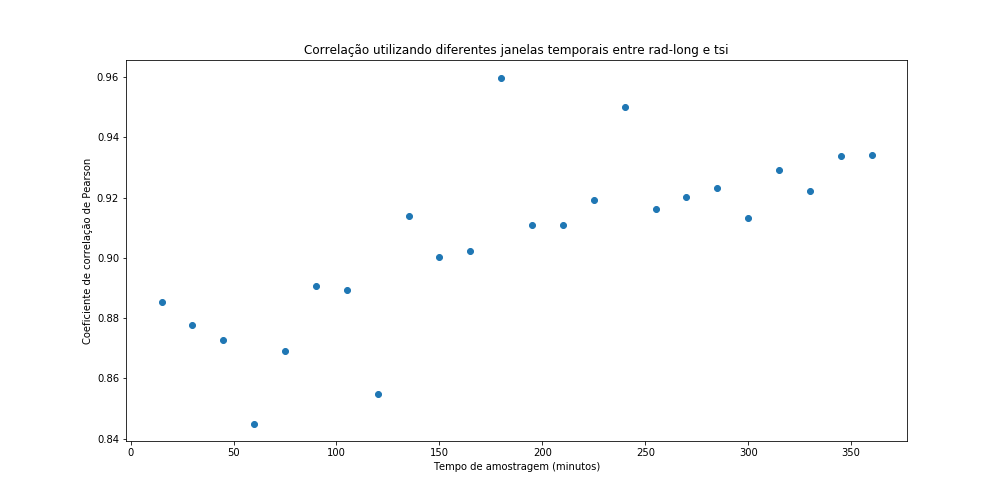 Correlação utilizando diferentes janelas temporais entre rad-long e tsi
0.96
0.94
0.92
0.90
0.88
0.86
0.84
Coeficiente de correlação de Pearson
0 50 100 150 200 250 300 350
Tempo de amostragem (minutos)